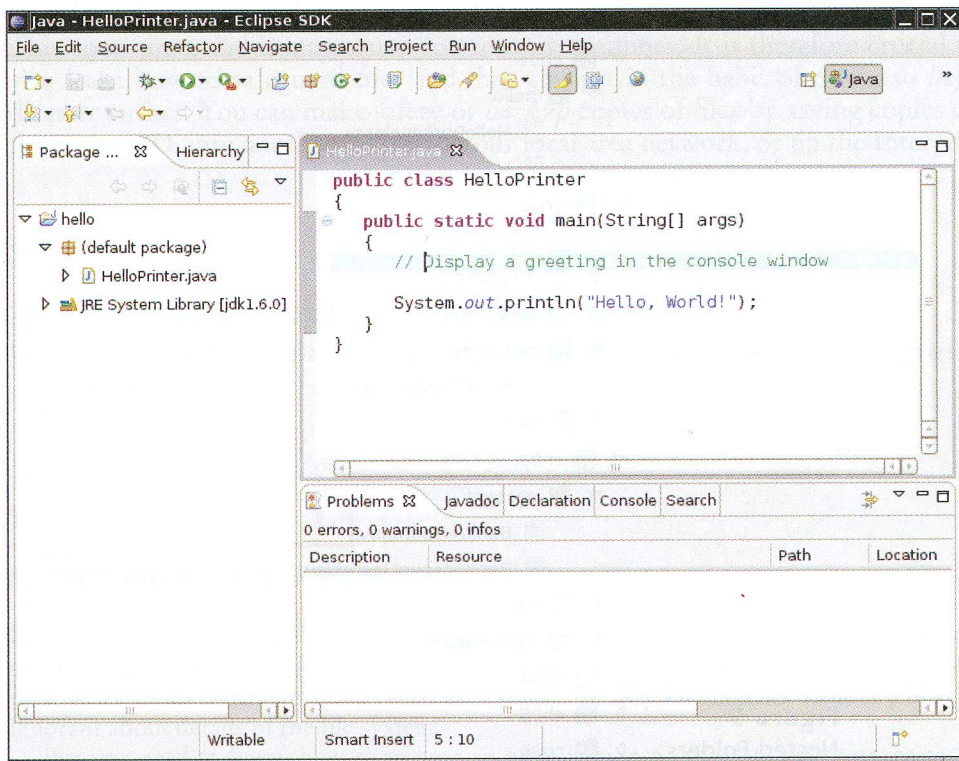 Java - HelloPrinter.java - Eclipse SDK
File Edit Source Refactor Navigate Search Project Run Window Help
Java »
Package ... Hierarchy
hello
(default package)
HelloPrinter.java
JRE System Library [jdk1.6.0]
HelloPrinter.java
public class HelloPrinter
{
public static void main(String[] args)
{
// Display a greeting in the console window
System.out.println("Hello, World!");
}
}
Problems Javadoc Declaration Console Search
0 errors, 0 warnings, 0 infos
Description Resource Path Location
Writable Smart Insert 5 : 10